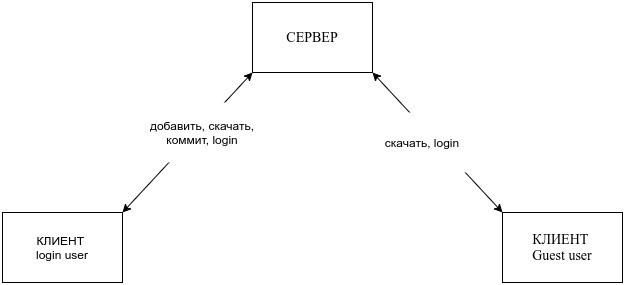 СЕРВЕР
добавить, скачать,
коммит, login
скачать, login
КЛИЕНТ
login user
КЛИЕНТ
Guest user